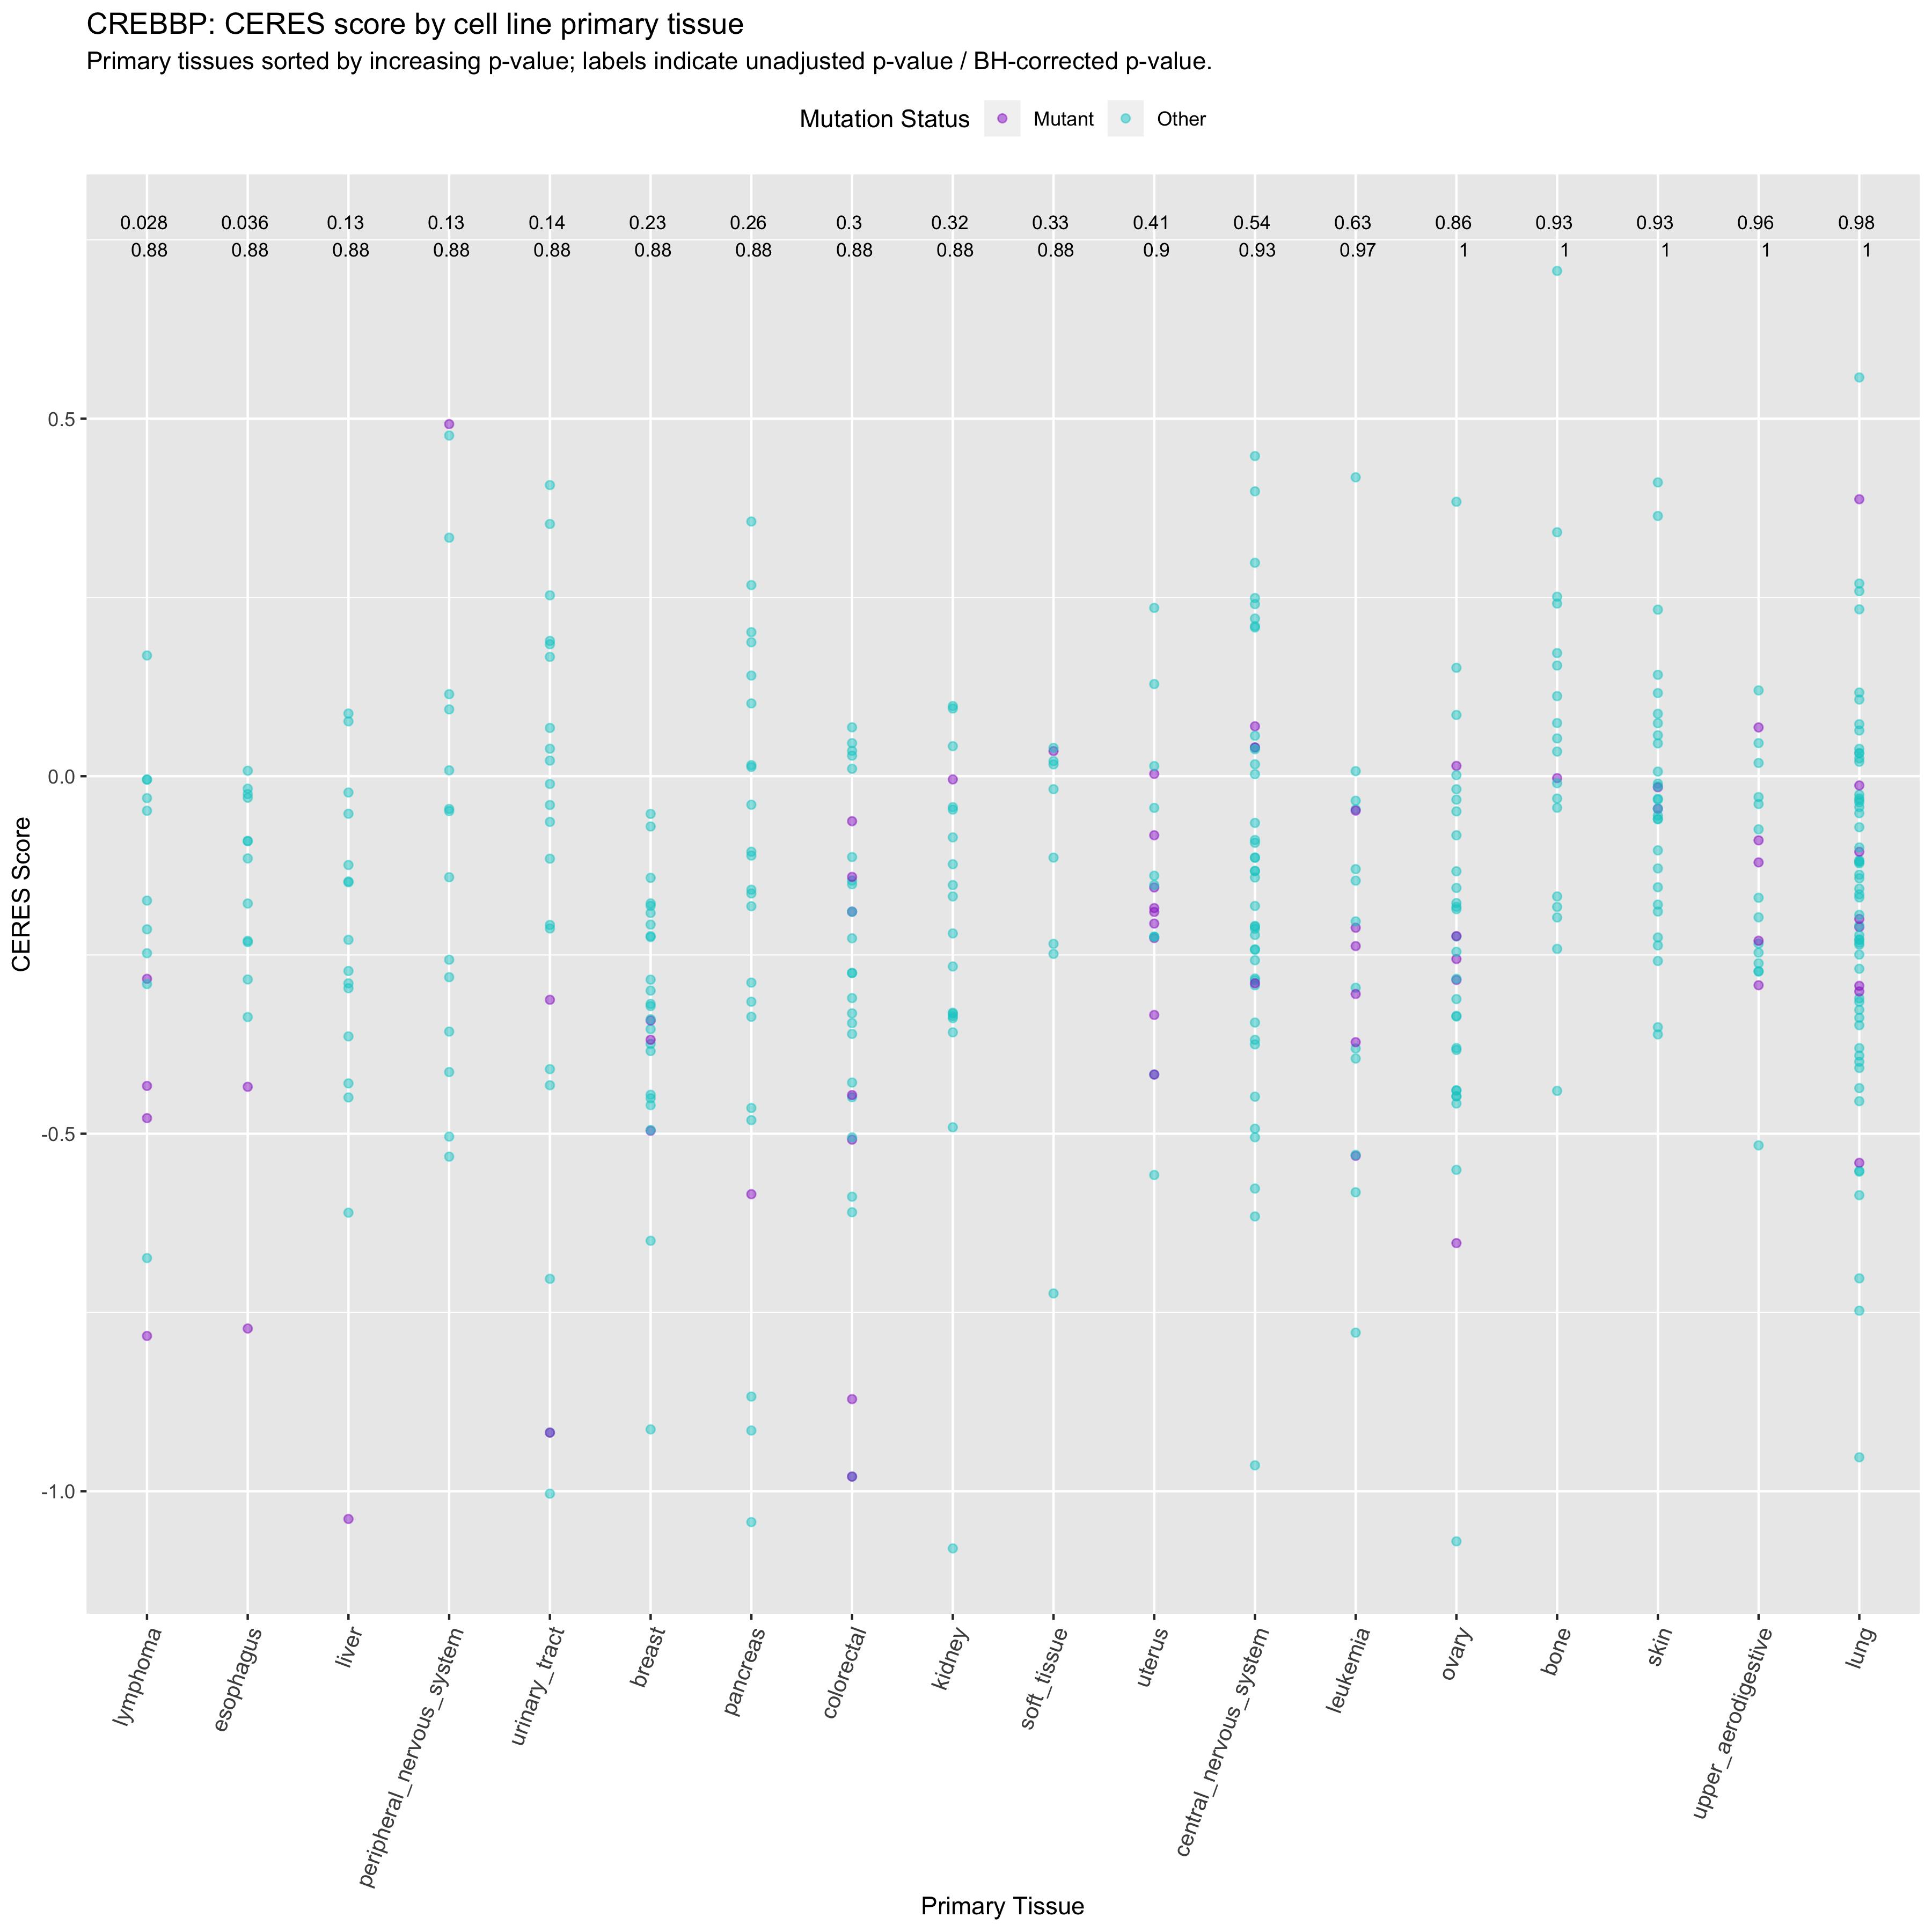 CREBBP: CERES score by cell line primary tissue
Primary tissues sorted by increasing p-value; labels indicate unadjusted p-value / BH-corrected p-value.
Mutation Status Mutant Other
0.028 0.036 0.13 0.13 0.14 0.23 0.26 0.3 0.32 0.33 0.41 0.54 0.63 0.86 0.93 0.93 0.96 0.98
0.88 0.88 0.88 0.88 0.88 0.88 0.88 0.88 0.88 0.88 0.9 0.93 0.97 1 1 1 1 1
0.5
0.0
-0.5
-1.0
CERES Score
lymphoma
esophagus
liver
peripheral_nervous_system
urinary_tract
breast
pancreas
colorectal
kidney
soft_tissue
uterus
central_nervous_system
leukemia
ovary
bone
skin
upper_aerodigestive
lung
Primary Tissue